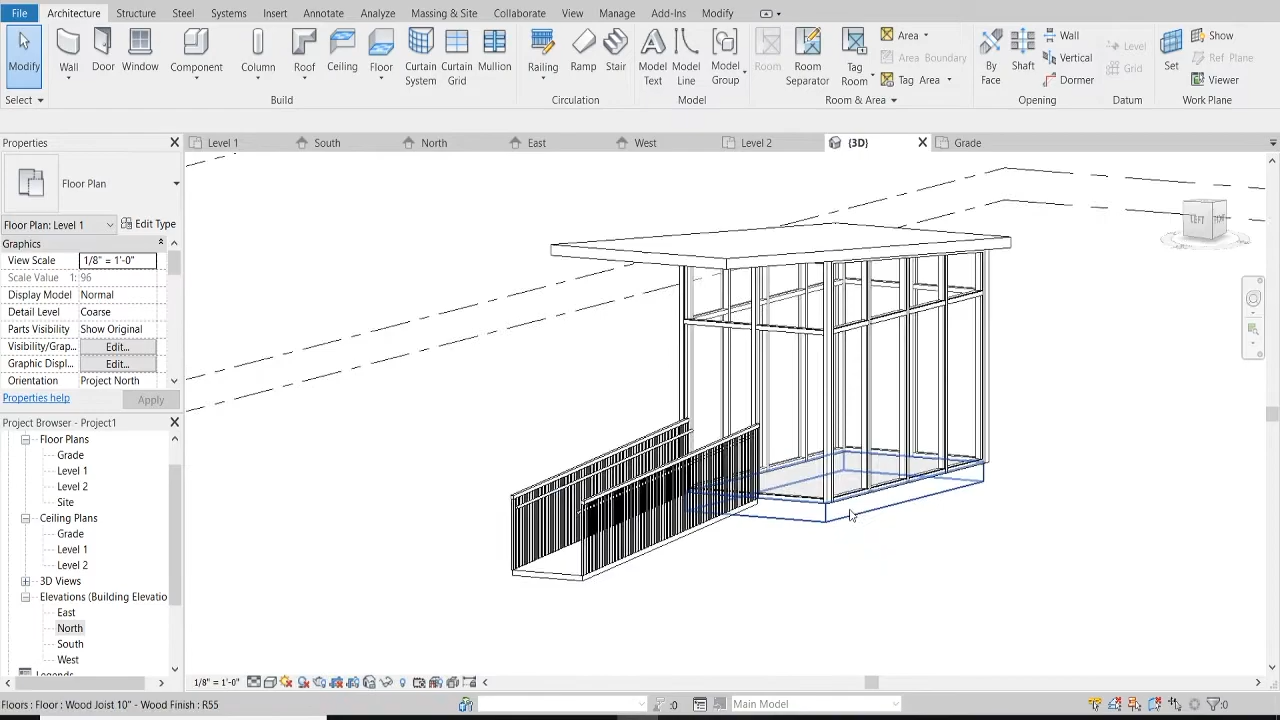 File Architecture Structure Steel Systems Insert Annotate Analyze Massing & Site Collaborate View Manage Add-Ins Modify
Modify Wall Door Window Component Column Roof Ceiling Floor Curtain System Curtain Grid Mullion Railing Ramp Stair Model Text Model Line Model Group Room Room Separator Tag Room Area Area Boundary Tag Area By Face Shaft Wall Vertical Dormer Level Grid Set Show Ref Plane Viewer
Select Build Circulation Model Room & Area Opening Datum Work Plane
Properties Level 1 South North East West Level 2 {3D} Grade
Floor Plan
Floor Plan: Level 1 Edit Type
Graphics
View Scale 1/8" = 1'-0"
Scale Value 1: 96
Display Model Normal
Detail Level Coarse
Parts Visibility Show Original
Visibility/Grap... Edit...
Graphic Displ... Edit...
Orientation Project North
Properties help Apply
Project Browser - Project1
Floor Plans
Grade
Level 1
Level 2
Site
Ceiling Plans
Grade
Level 1
Level 2
3D Views
Elevations (Building Elevatio
East
North
South
West
LEFT
1/8" = 1'-0"
Floors : Floor : Wood Joist 10" - Wood Finish : R55 :0 Main Model :0